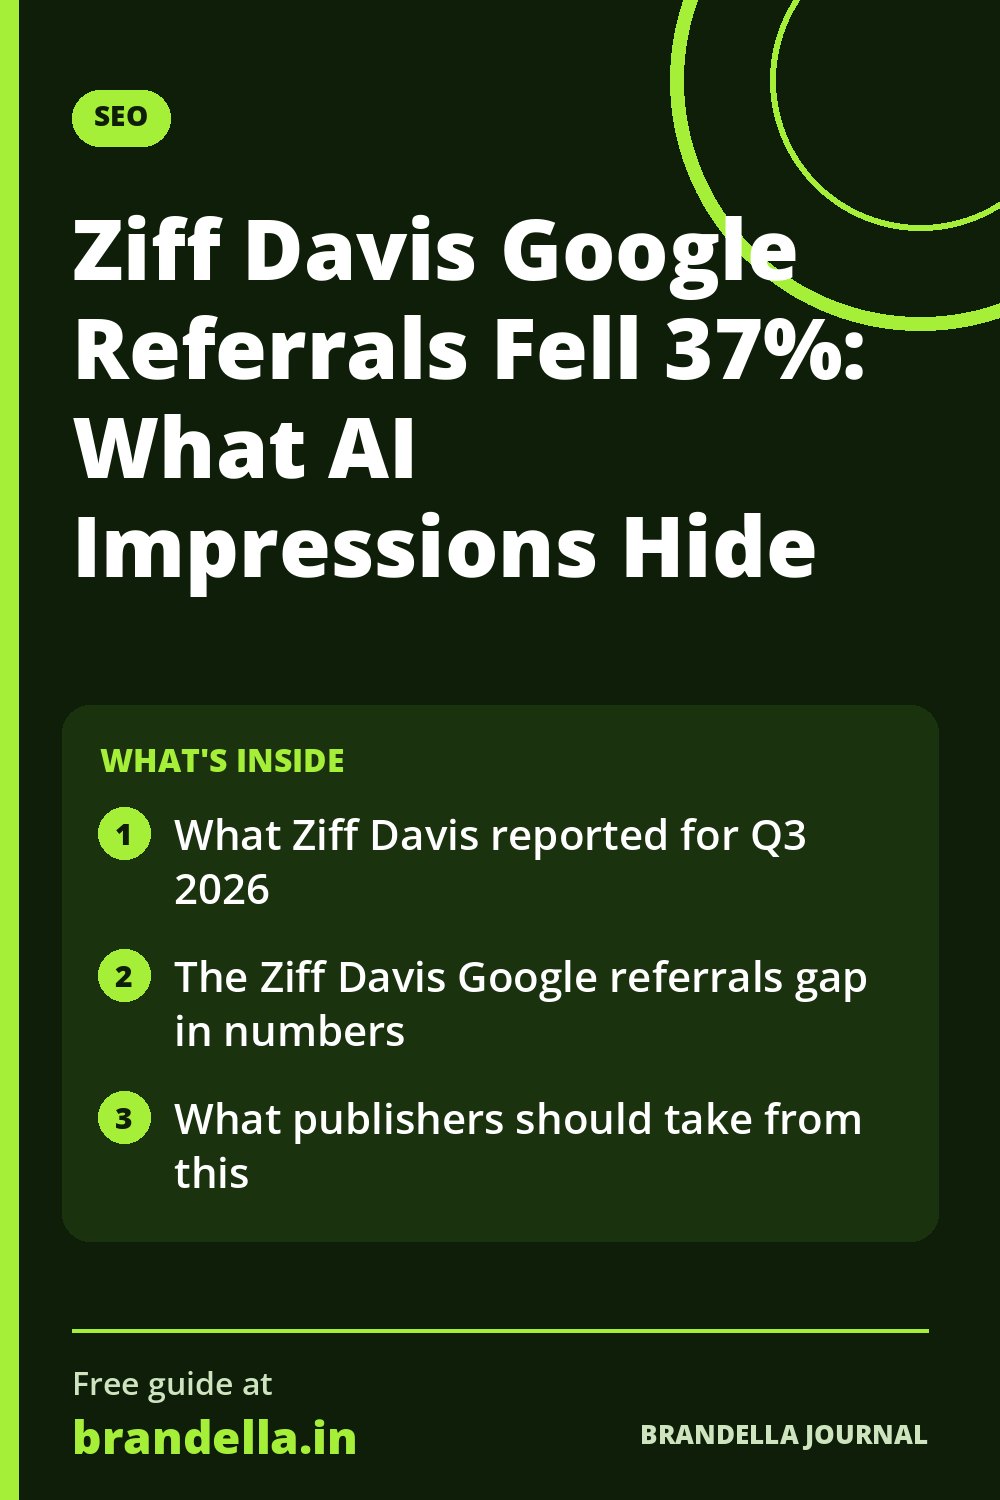 SEO
Ziff Davis Google
Referrals Fell 37%:
What AI
Impressions Hide
WHAT'S INSIDE
1 What Ziff Davis reported for Q3
2026
2 The Ziff Davis Google referrals gap
in numbers
3 What publishers should take from
this
Free guide at
brandella.in
BRANDELLA JOURNAL